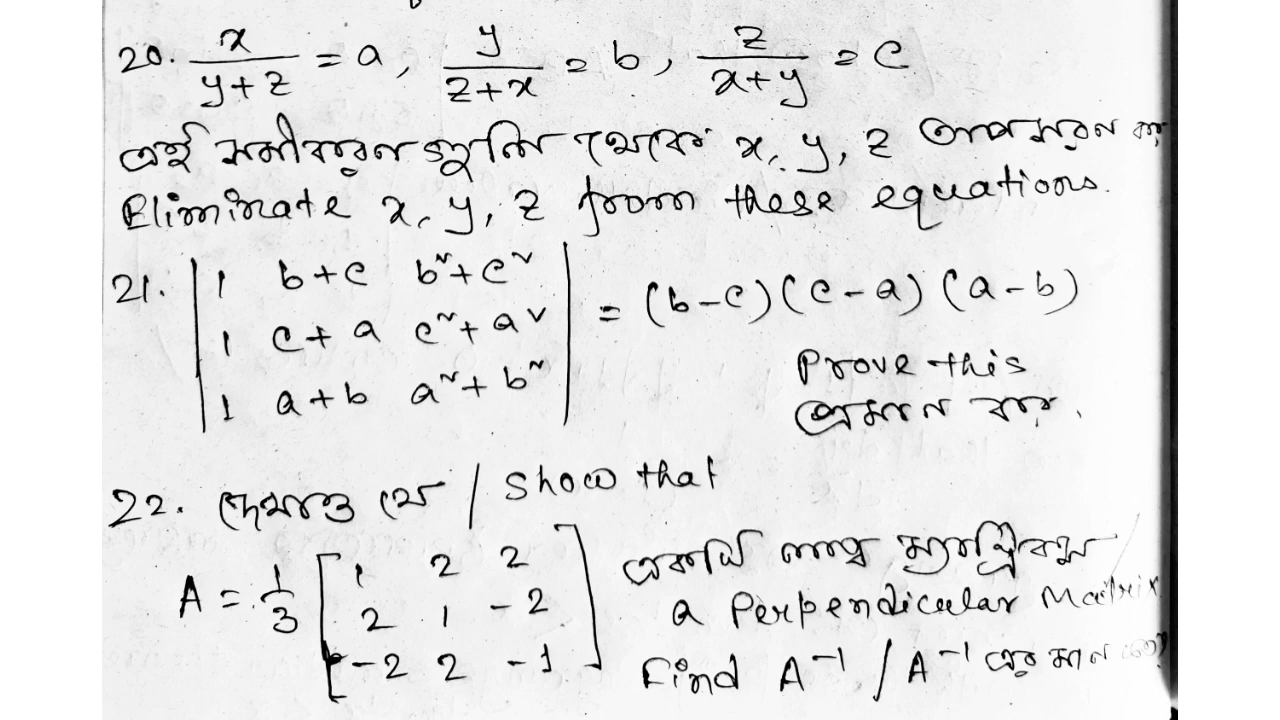 20. x/(y+z) = a, y/(z+x) = b, z/(x+y) = c
এই সমীকরণ গুলি থেকে x, y, z অপসারণ কর
Eliminate x, y, z from these equations.
21. | 1 b+c b²+c² |
| 1 c+a c²+a² | = (b-c)(c-a)(a-b)
| 1 a+b a²+b² |
Prove this
প্রমাণ কর.
22. দেখাও যে / Show that
A = 1/3 [ 1 2 2
2 1 -2
-2 2 -1 ]
একটি লম্ব ম্যাট্রিক্স
a Perpendicular Matrix
Find A⁻¹ / A⁻¹ এর মান